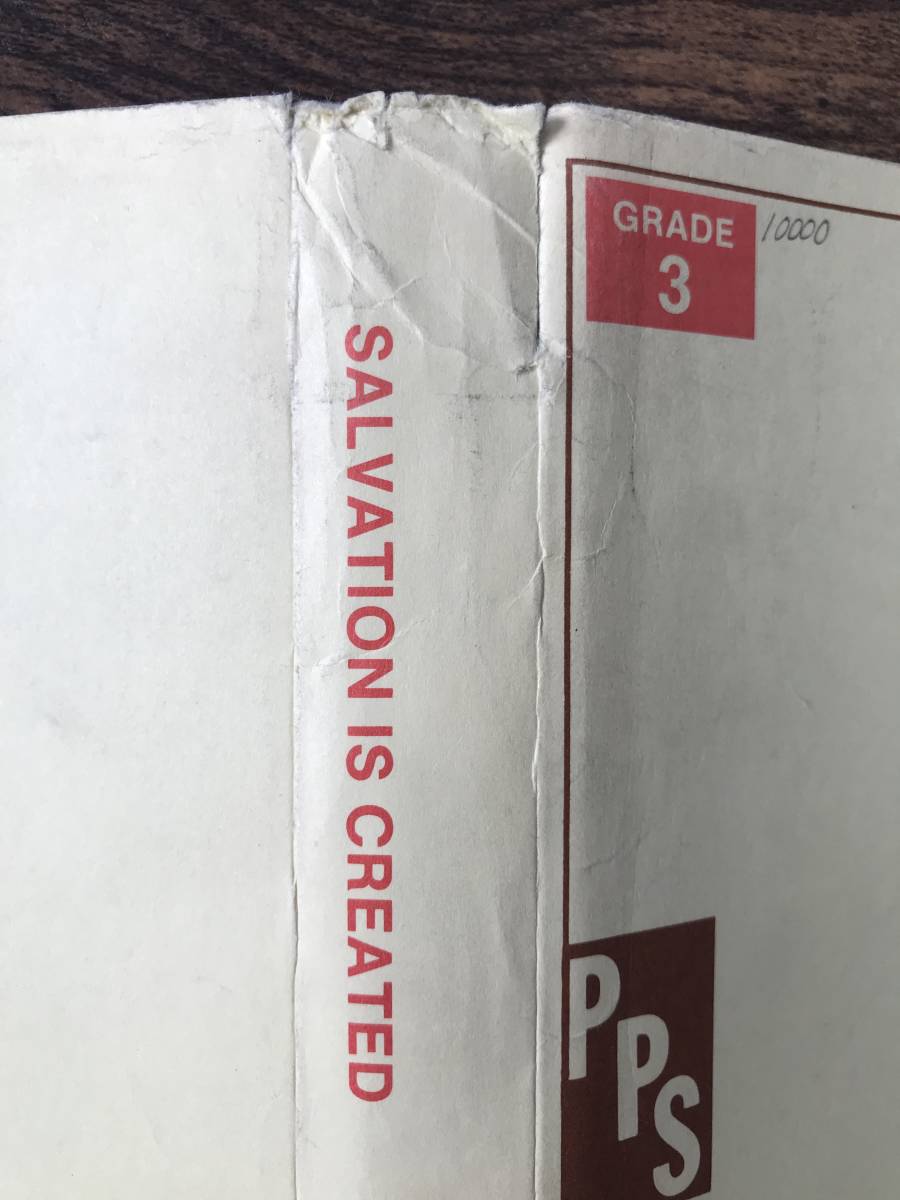 SALVATION IS CREATED
GRADE
3
10000
PPS